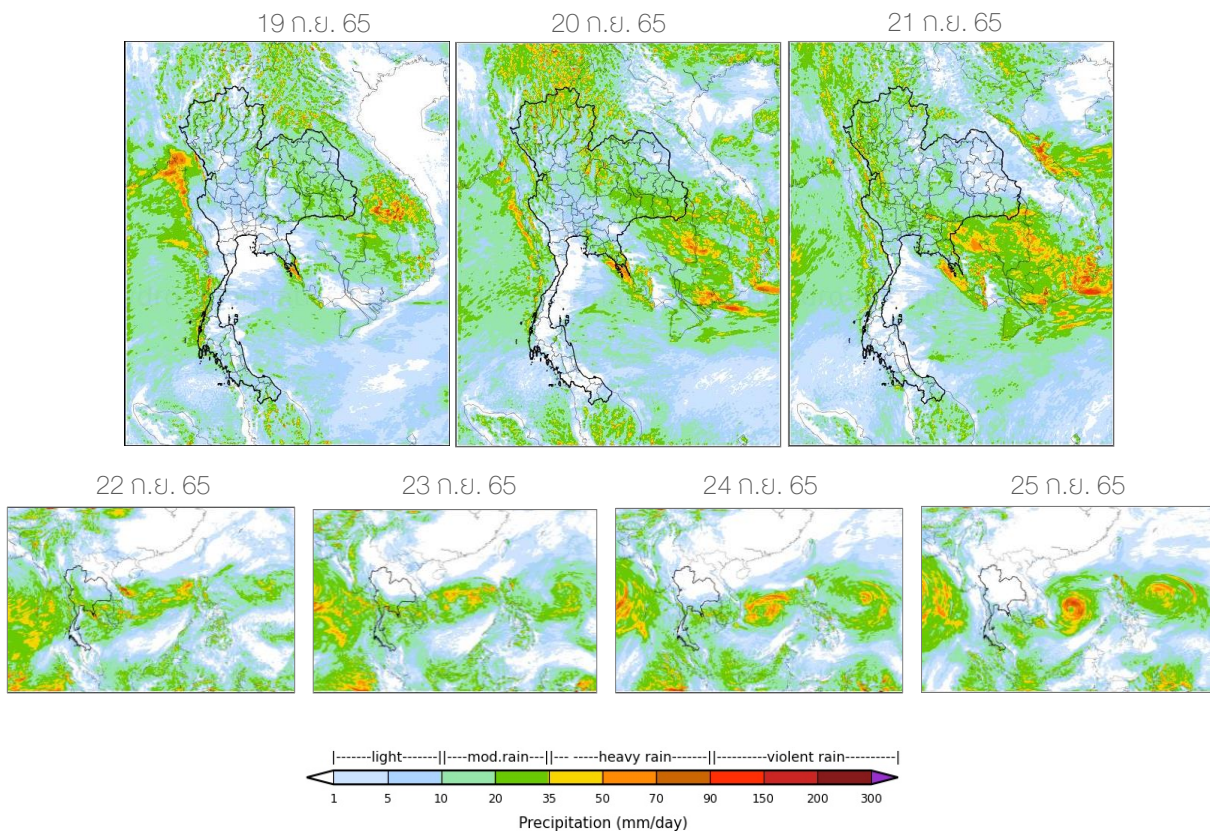 19 ก.ย. 65
20 ก.ย. 65
21 ก.ย. 65
22 ก.ย. 65
23 ก.ย. 65
24 ก.ย. 65
25 ก.ย. 65
|------light------||----mod.rain----||--- ----heavy rain------||--------violent rain---------|
1 5 10 20 35 50 70 90 150 200 300
Precipitation (mm/day)